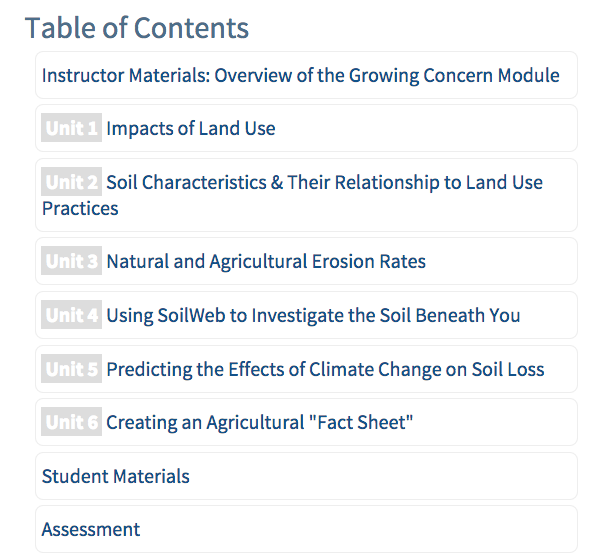 Table of Contents
Instructor Materials: Overview of the Growing Concern Module
Unit 1 Impacts of Land Use
Unit 2 Soil Characteristics & Their Relationship to Land Use
Practices
Unit 3 Natural and Agricultural Erosion Rates
Unit 4 Using SoilWeb to Investigate the Soil Beneath You
Unit 5 Predicting the Effects of Climate Change on Soil Loss
Unit 6 Creating an Agricultural "Fact Sheet"
Student Materials
Assessment